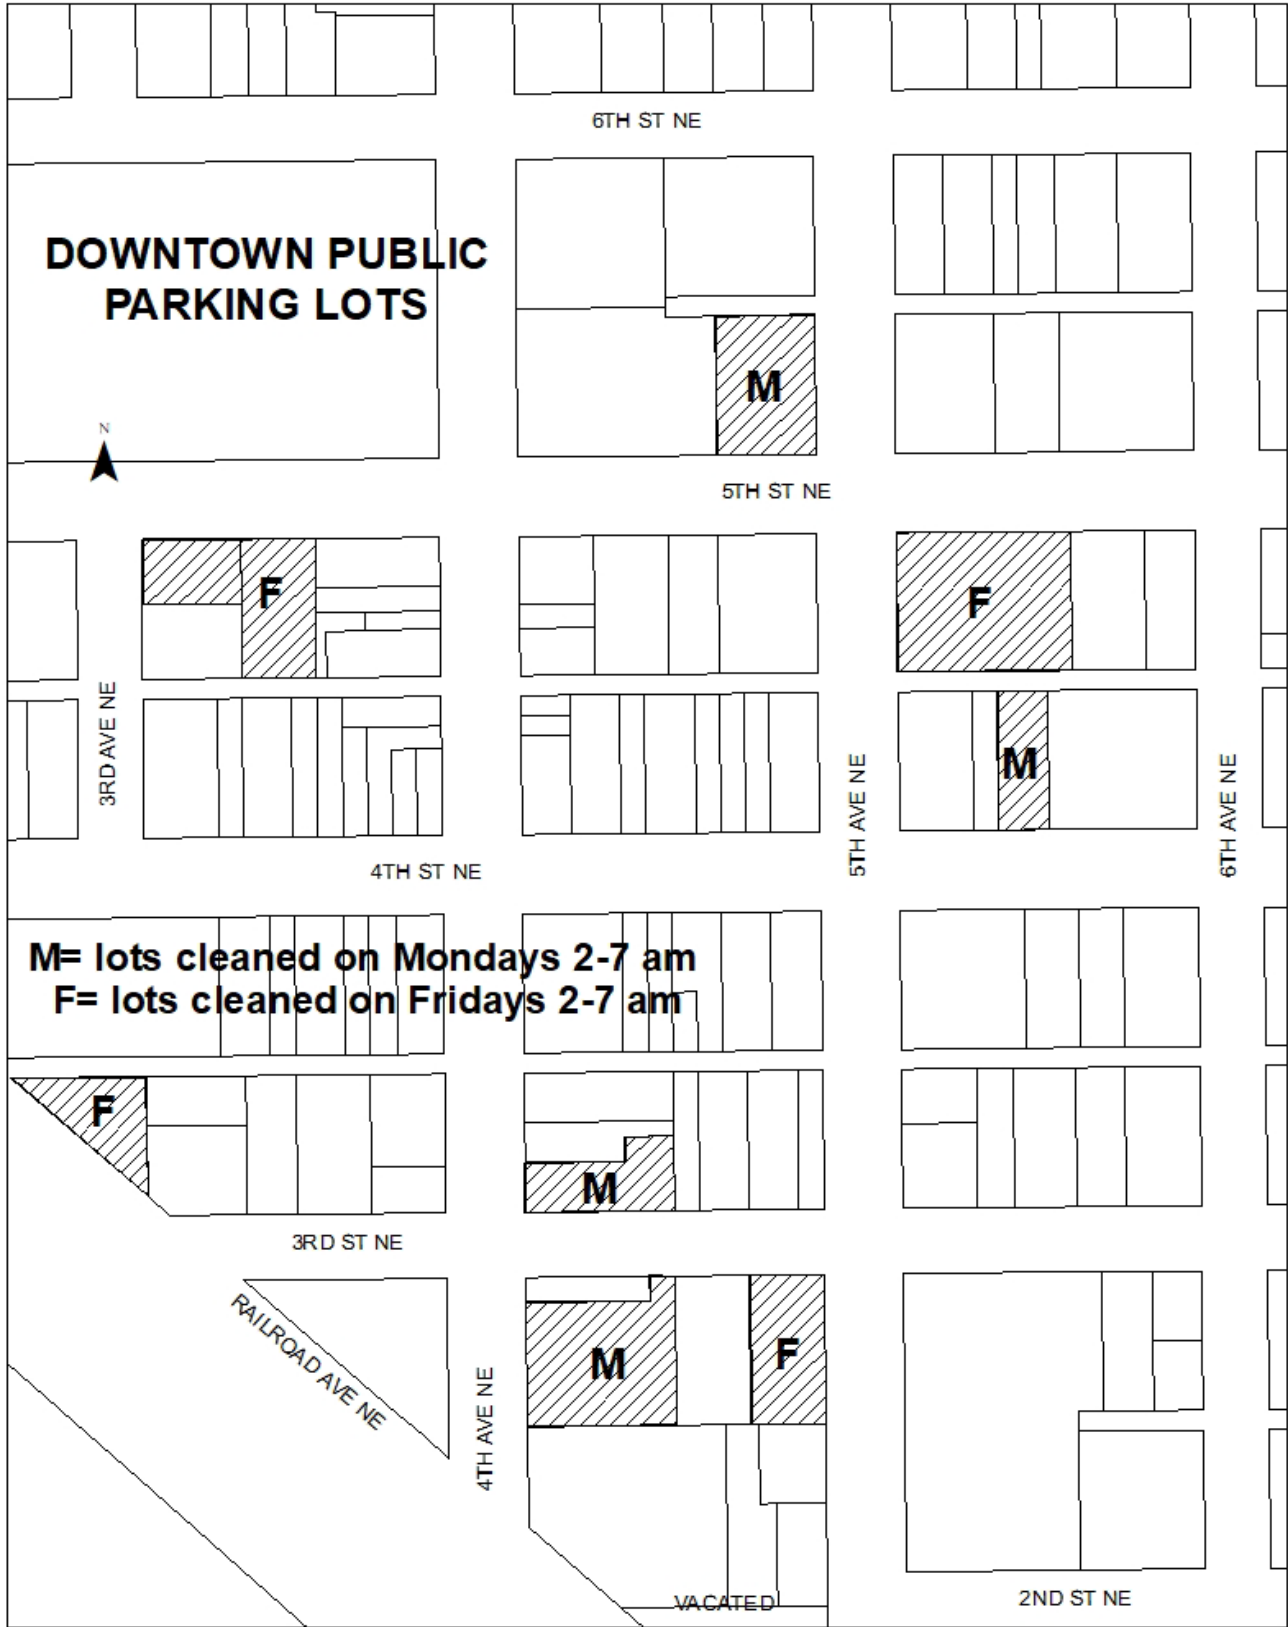 6TH ST NE
DOWNTOWN PUBLIC
PARKING LOTS
M
N
5TH ST NE
F
F
3RD AVE NE
M
5TH AVE NE
6TH AVE NE
4TH ST NE
M= lots cleaned on Mondays 2-7 am
F= lots cleaned on Fridays 2-7 am
F
M
3RD ST NE
RAILROAD AVE NE
M
F
4TH AVE NE
VACATED
2ND ST NE